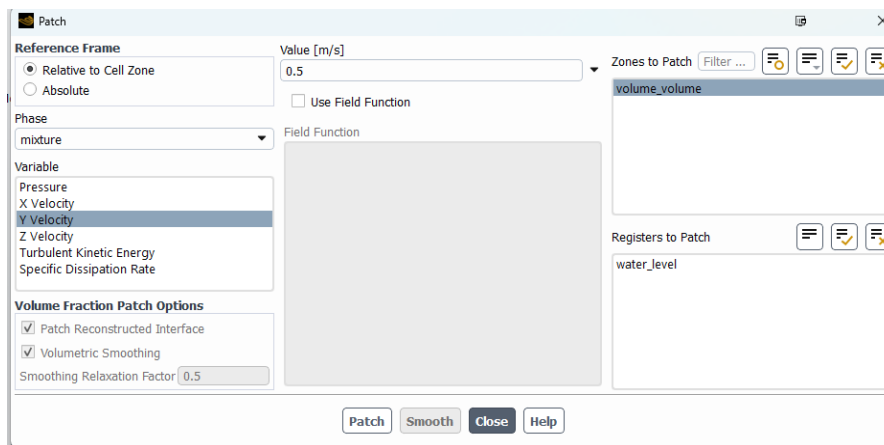 Patch
Reference Frame
Relative to Cell Zone
Absolute
Phase
mixture
Variable
Pressure
X Velocity
Y Velocity
Z Velocity
Turbulent Kinetic Energy
Specific Dissipation Rate
Volume Fraction Patch Options
Patch Reconstructed Interface
Volumetric Smoothing
Smoothing Relaxation Factor 0.5
Value [m/s]
0.5
Use Field Function
Field Function
Zones to Patch Filter ...
volume_volume
Registers to Patch
water_level
Patch Smooth Close Help